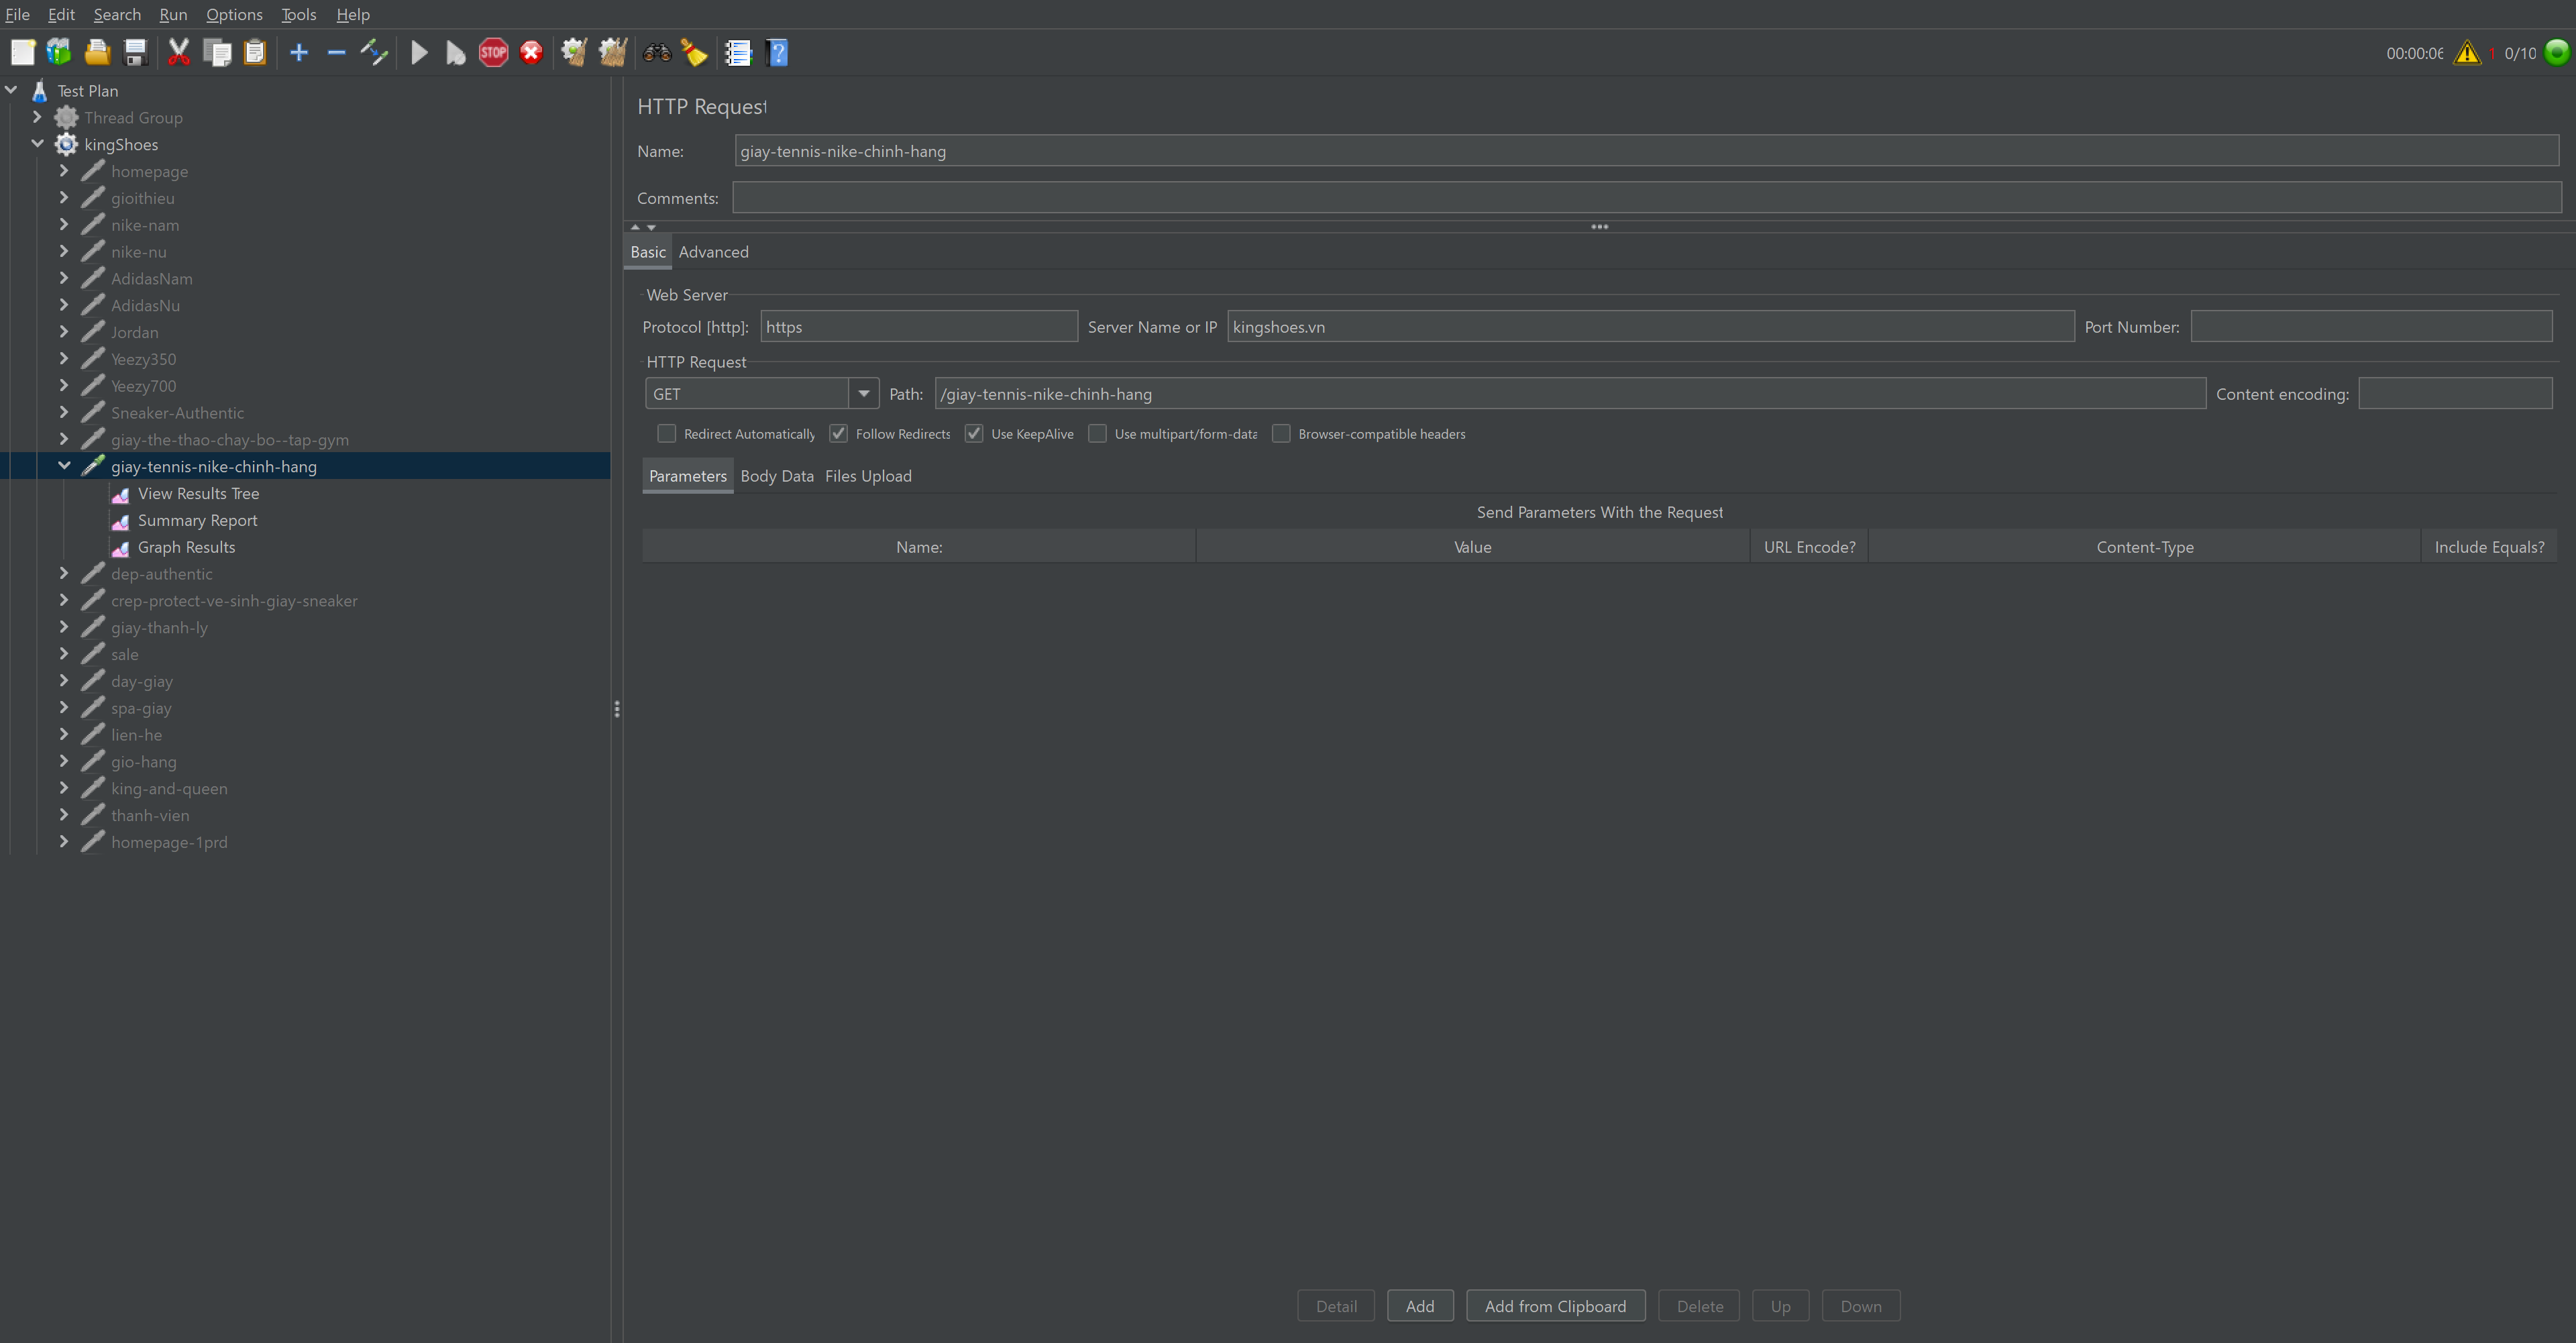 File Edit Search Run Options Tools Help
STOP
00:00:06 1 0/10
Test Plan
Thread Group
kingShoes
homepage
gioithieu
nike-nam
nike-nu
AdidasNam
AdidasNu
Jordan
Yeezy350
Yeezy700
Sneaker-Authentic
giay-the-thao-chay-bo--tap-gym
giay-tennis-nike-chinh-hang
View Results Tree
Summary Report
Graph Results
dep-authentic
crep-protect-ve-sinh-giay-sneaker
giay-thanh-ly
sale
day-giay
spa-giay
lien-he
gio-hang
king-and-queen
thanh-vien
homepage-1prd
HTTP Request
Name: giay-tennis-nike-chinh-hang
Comments:
Basic Advanced
Web Server
Protocol [http]: https Server Name or IP kingshoes.vn Port Number:
HTTP Request
GET Path: /giay-tennis-nike-chinh-hang Content encoding:
Redirect Automatically Follow Redirects Use KeepAlive Use multipart/form-data Browser-compatible headers
Parameters Body Data Files Upload
Send Parameters With the Request
Name: Value URL Encode? Content-Type Include Equals?
Detail Add Add from Clipboard Delete Up Down